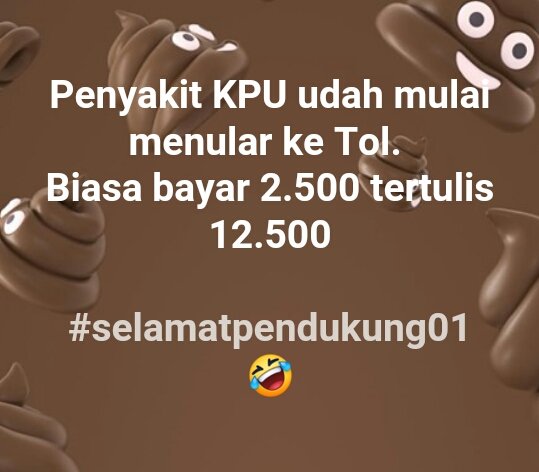 Penyakit KPU udah mulai
menular ke Tol.
Biasa bayar 2.500 tertulis
12.500
#selamatpendukung01
🤣